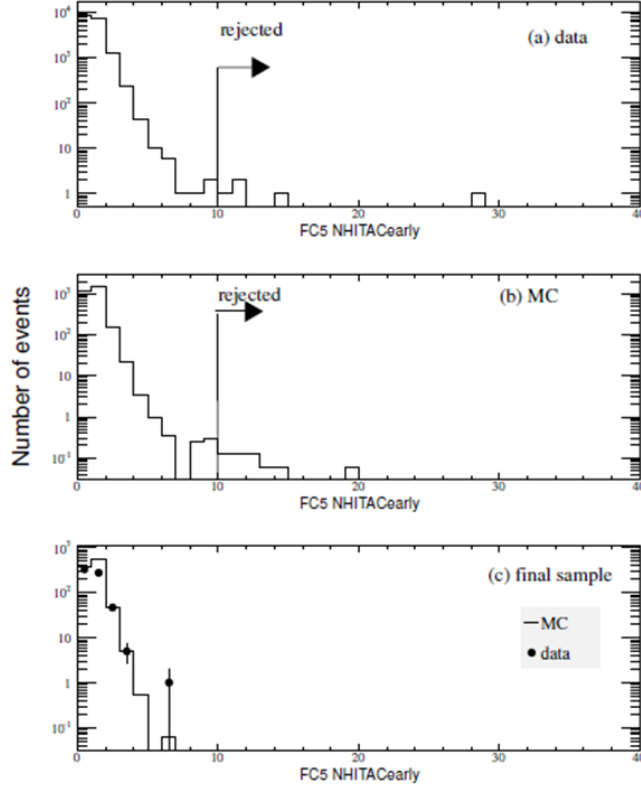 10⁴
10³
10²
10
1
rejected
(a) data
0
10
20
30
40
FC5 NHITACearly
Number of events
10³
10²
10
1
10⁻¹
rejected
(b) MC
0
10
20
30
40
FC5 NHITACearly
10³
10²
10
1
10⁻¹
(c) final sample
MC
data
0
10
20
30
40
FC5 NHITACearly